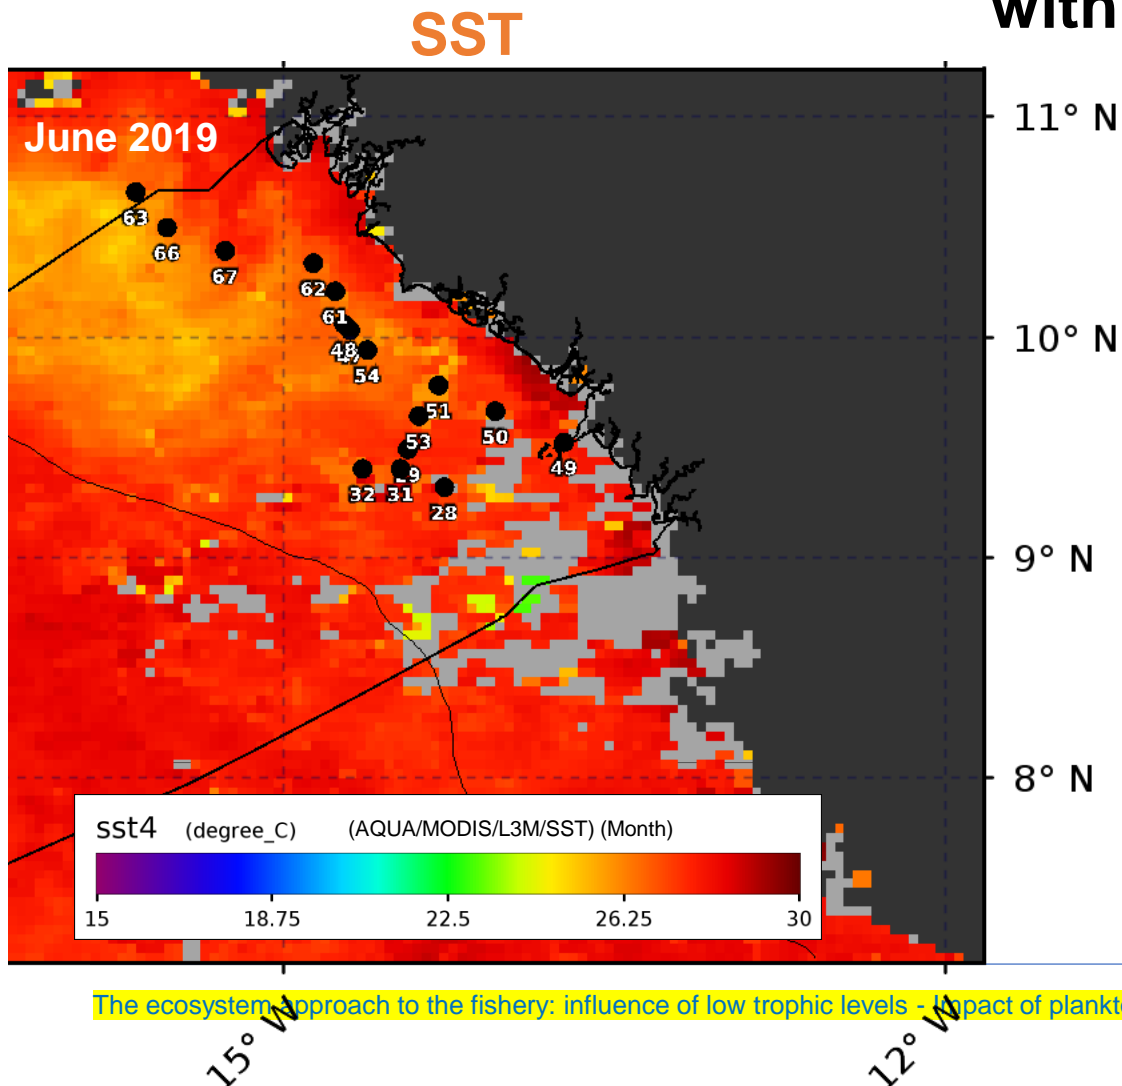 with
SST
11° N
June 2019
63
66
67
62
61
10° N
48
54
51
50
53
49
32
31
28
9° N
8° N
sst4 (degree_C) (AQUA/MODIS/L3M/SST) (Month)
15 18.75 22.5 26.25 30
The ecosystem approach to the fishery: influence of low trophic levels - Impact of plankt
15° W 12° W